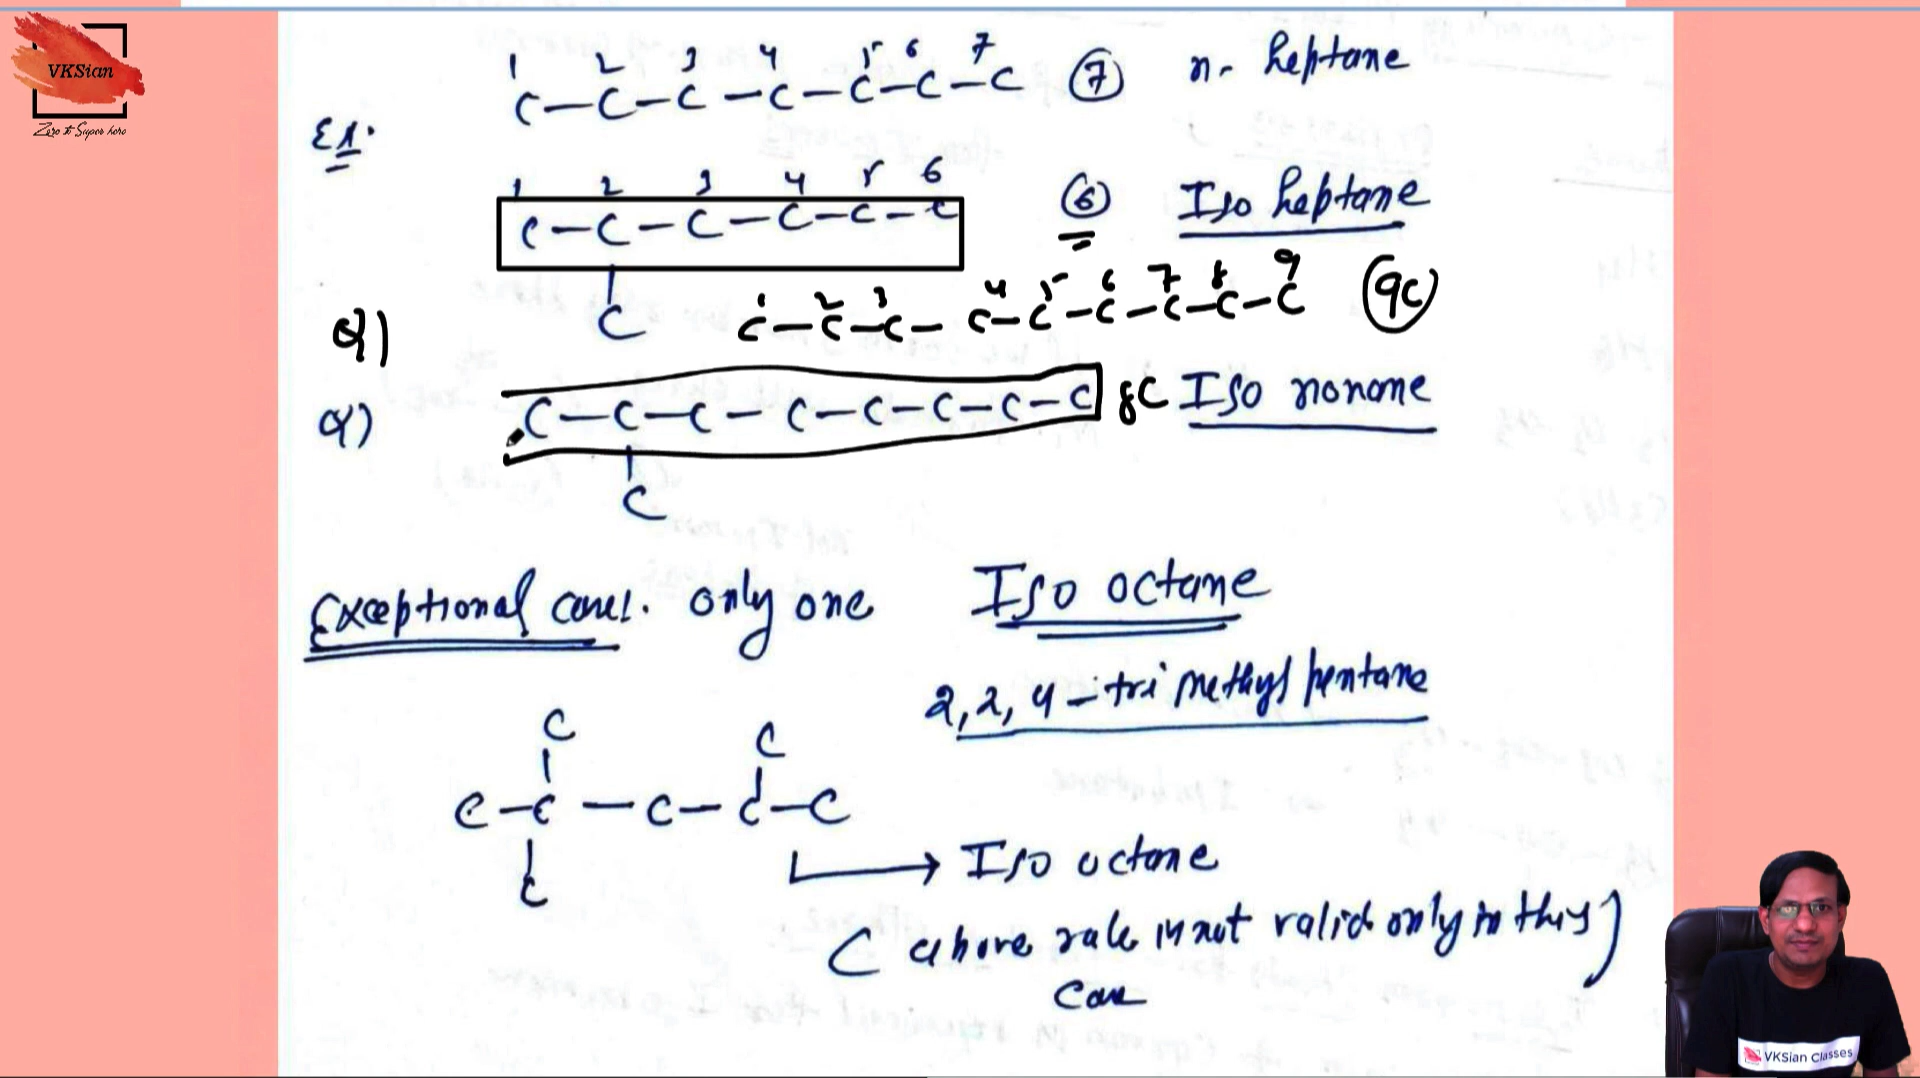 VKSian
Zero to Super hero
1 2 3 4 5 6 7
C—C—C—C—C—C—C ⑦ n- heptane
Ex.
1 2 3 4 5 6
C—C—C—C—C—C ⑥ Iso heptane
C
1 2 3 4 5 6 7 8 9
C—C—C—C—C—C—C—C—C 9C
Q)
Q) C—C—C—C—C—C—C—C 8C Iso nonane
C
Exceptional case. only one Iso octane
2,2,4-tri methyl pentane
C C
C—C—C—C—C
C
Iso octane
(above rule is not valid only in this)
case
VKSian Classes